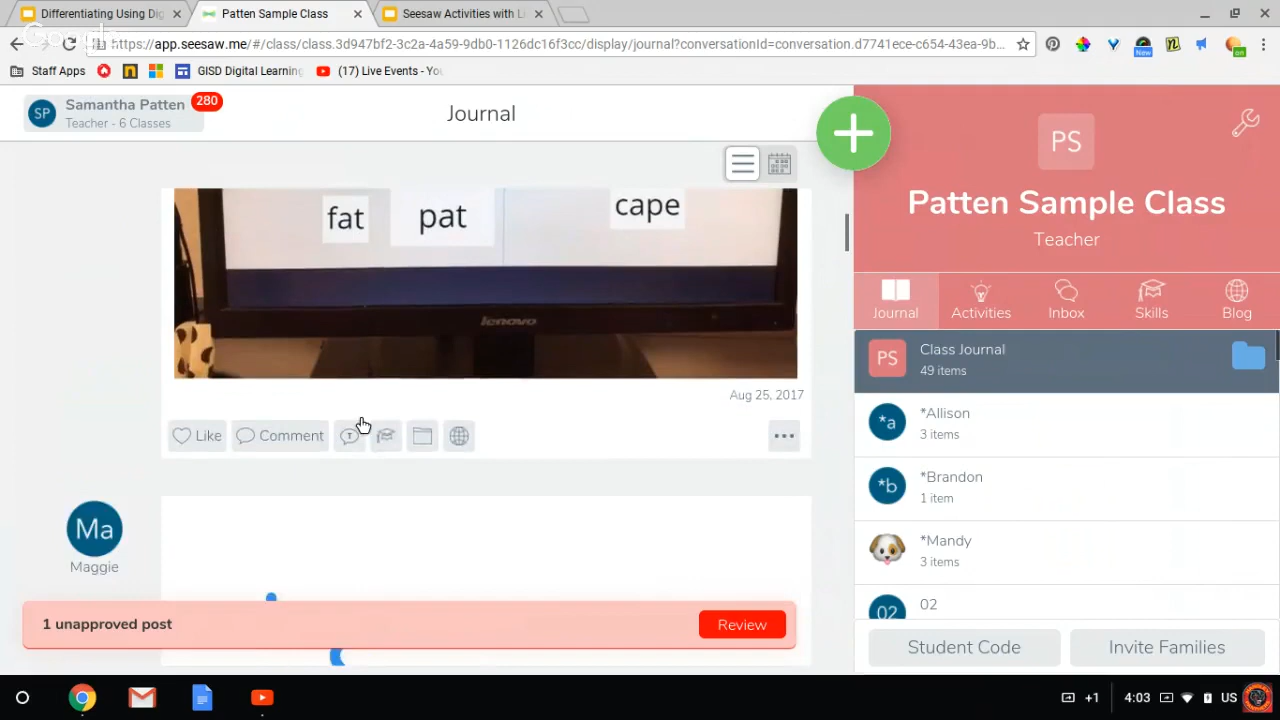 Differentiating Using Dig
Patten Sample Class
Seesaw Activities with L
https://app.seesaw.me/#/class/class.3d947bf2-3c2a-4a59-9db0-1126dc16f3cc/display/journal?conversationId=conversation.d7741ece-c654-43ea-9b...
New
on
Staff Apps
GISD Digital Learning
(17) Live Events - You
SP
Samantha Patten
280
Teacher - 6 Classes
Journal
fat
pat
cape
lenovo
Aug 25, 2017
Like
Comment
T
...
Ma
Maggie
1 unapproved post
Review
PS
Patten Sample Class
Teacher
Journal
Activities
Inbox
Skills
Blog
PS
Class Journal
49 items
*a
*Allison
3 items
*b
*Brandon
1 item
*Mandy
3 items
02
02
Student Code
Invite Families
+1
4:03
US